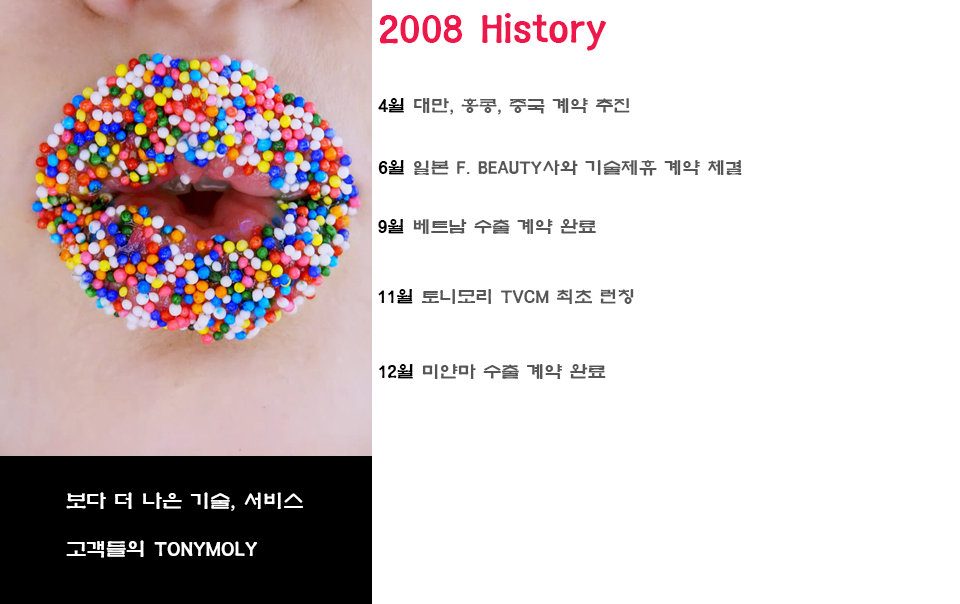 2008 History
4월 대만, 홍콩, 중국 계약 추진
6월 일본 F. BEAUTY사와 기술제휴 계약 체결
9월 베트남 수출 계약 완료
11월 토니모리 TVCM 최초 런칭
12월 미얀마 수출 계약 완료
보다 더 나은 기술, 서비스
고객들의 TONYMOLY